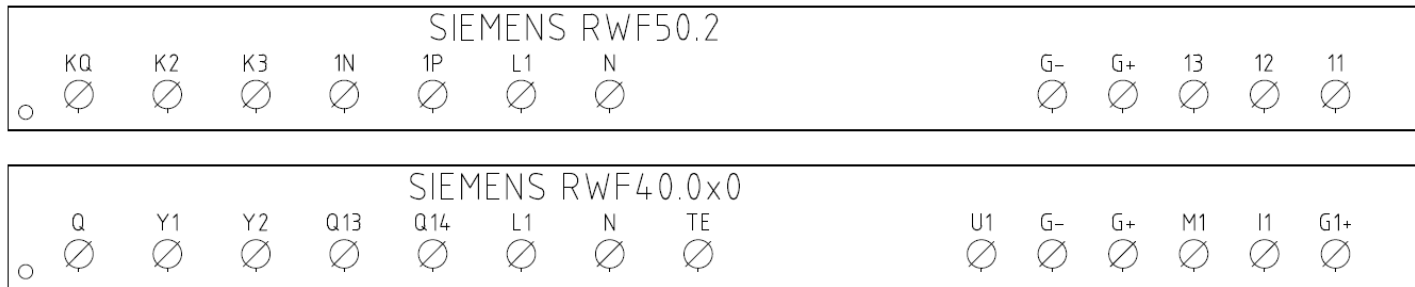 SIEMENS RWF50.2
KQ K2 K3 1N 1P L1 N G- G+ 13 12 11
SIEMENS RWF40.0x0
Q Y1 Y2 Q13 Q14 L1 N TE U1 G- G+ M1 I1 G1+